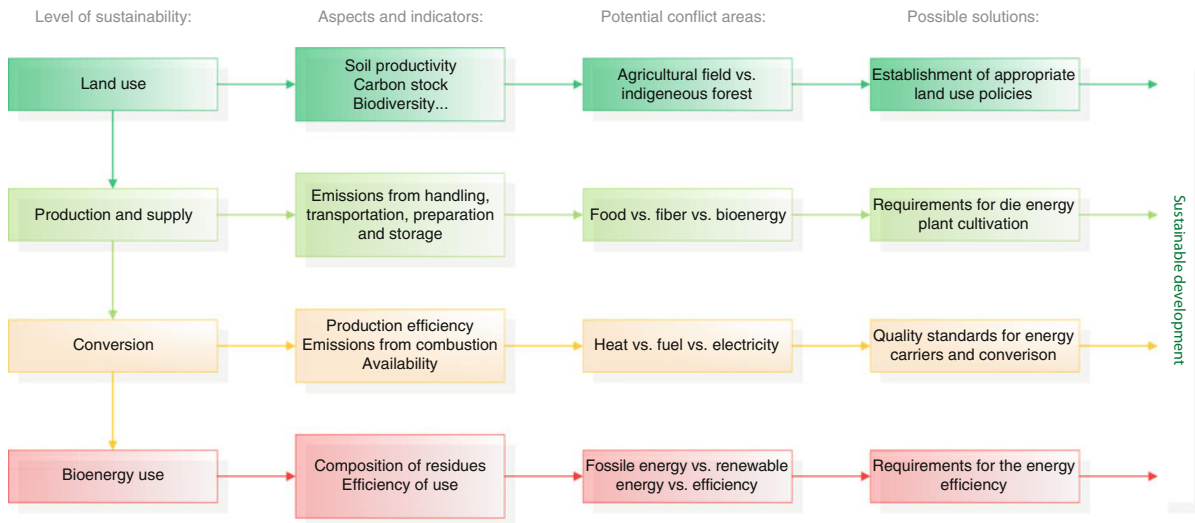 Level of sustainability:
Aspects and indicators:
Potential conflict areas:
Possible solutions:
Land use
Soil productivity
Carbon stock
Biodiversity...
Agricultural field vs.
indigeneous forest
Establishment of appropriate
land use policies
Production and supply
Emissions from handling,
transportation, preparation
and storage
Food vs. fiber vs. bioenergy
Requirements for die energy
plant cultivation
Conversion
Production efficiency
Emissions from combustion
Availability
Heat vs. fuel vs. electricity
Quality standards for energy
carriers and converison
Bioenergy use
Composition of residues
Efficiency of use
Fossile energy vs. renewable
energy vs. efficiency
Requirements for the energy
efficiency
Sustainable development